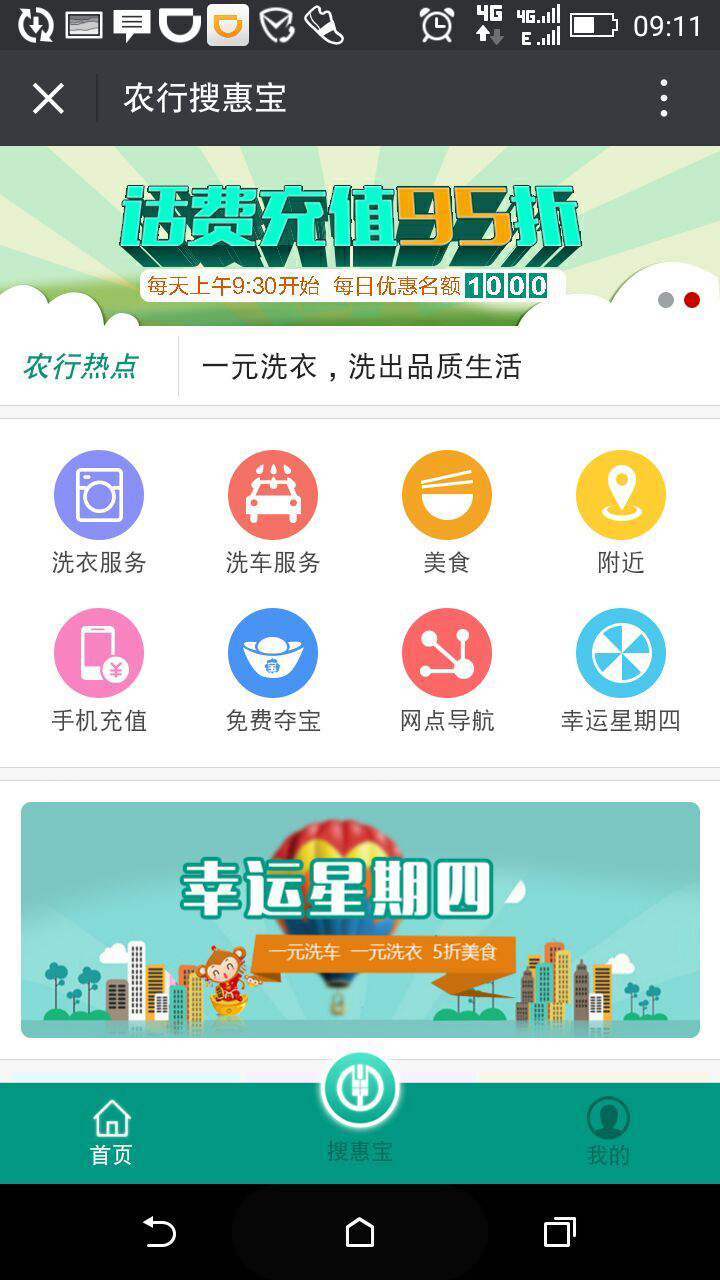 4G 4G E 09:11
农行搜惠宝
话费充值95折
每天上午9:30开始 每日优惠名额1000
农行热点 一元洗衣，洗出品质生活
洗衣服务 洗车服务 美食 附近
¥ 宝
手机充值 免费夺宝 网点导航 幸运星期四
幸运星期四
一元洗车 一元洗衣 5折美食
首页 搜惠宝 我的